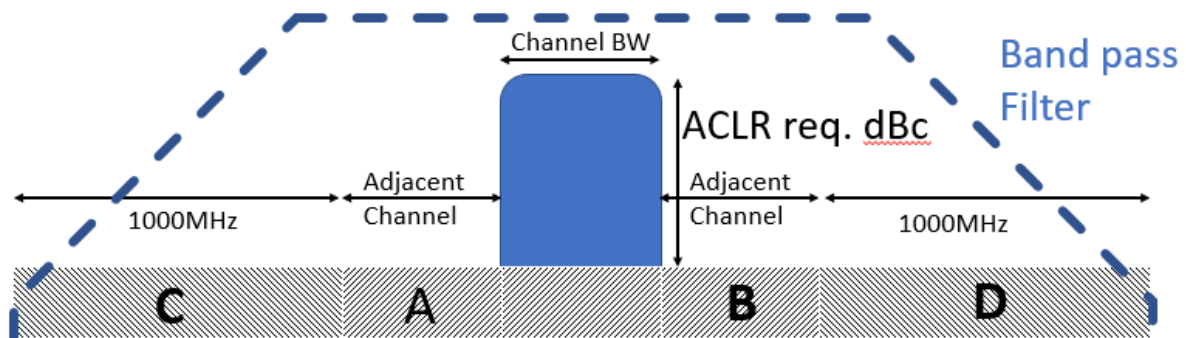 Channel BW
Band pass
Filter
ACLR req. dBc
Adjacent
Channel
Adjacent
Channel
1000MHz
1000MHz
C
A
B
D